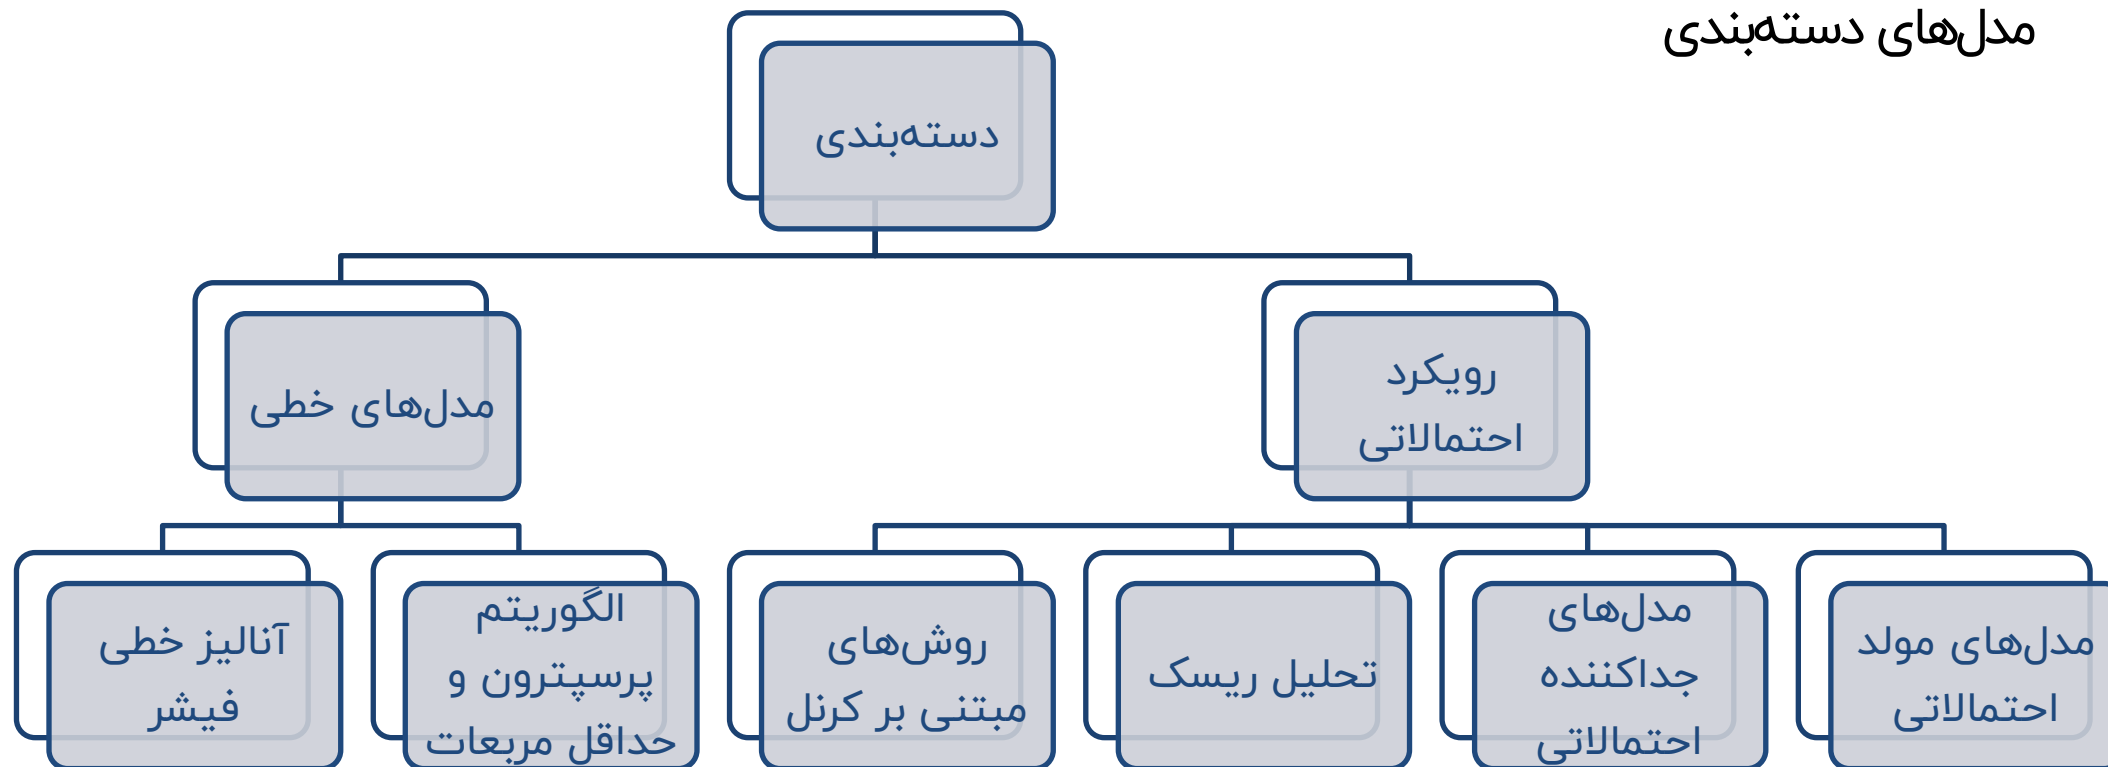 مدل‌های دسته‌بندی
دسته‌بندی
رویکرد
احتمالاتی
مدل‌های خطی
مدل‌های مولد
احتمالاتی
مدل‌های
جداکننده
احتمالاتی
تحلیل ریسک
روش‌های
مبتنی بر کرنل
الگوریتم
پرسپترون و
حداقل مربعات
آنالیز خطی
فیشر